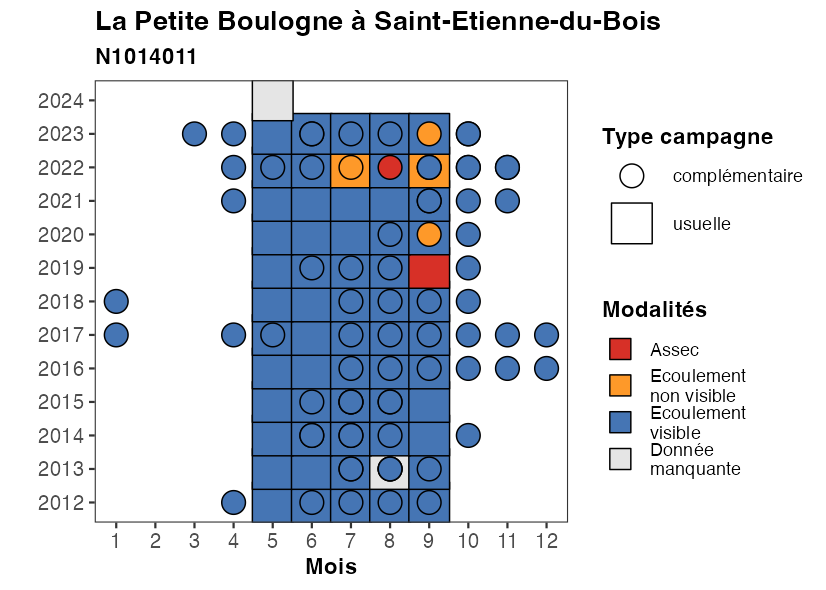 La Petite Boulogne à Saint-Etienne-du-Bois
N1014011
2024
2023
2022
2021
2020
2019
2018
2017
2016
2015
2014
2013
2012
1 2 3 4 5 6 7 8 9 10 11 12
Mois
Type campagne
complémentaire
usuelle
Modalités
Assec
Ecoulement
non visible
Ecoulement
visible
Donnée
manquante